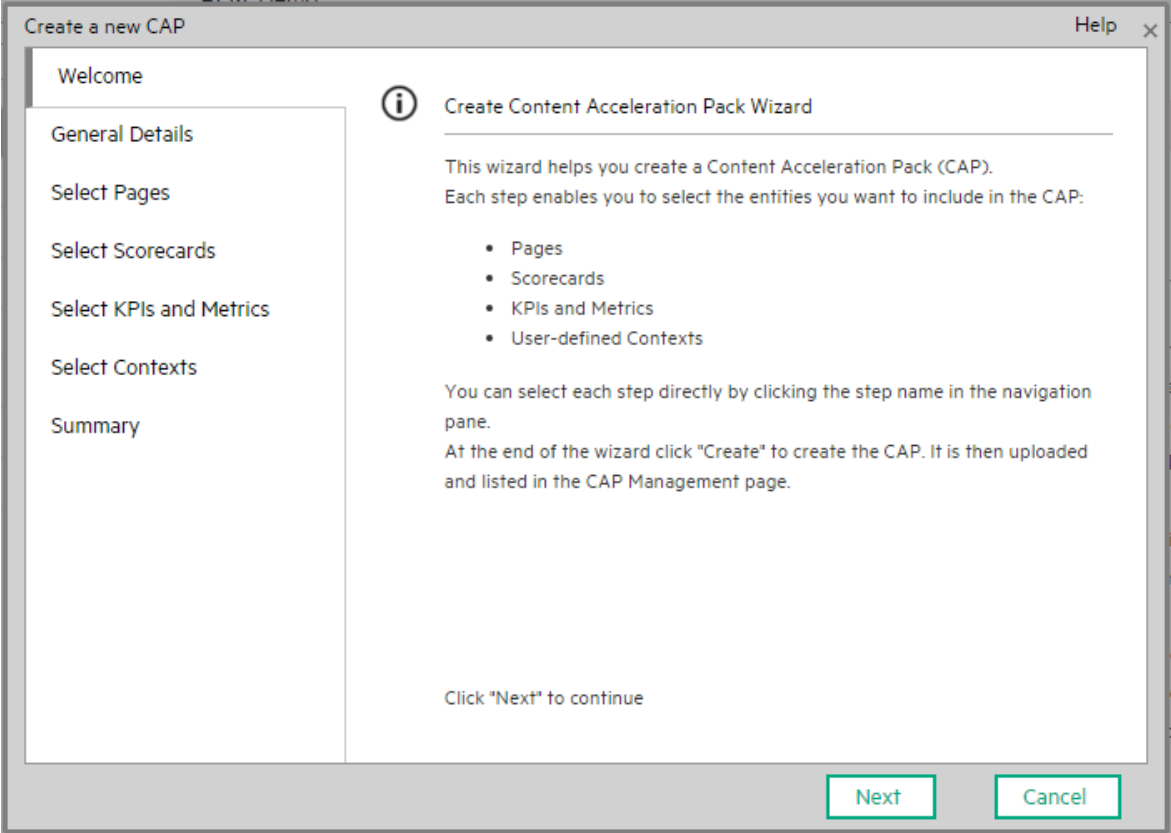 Create a new CAP
Help
Welcome
General Details
Select Pages
Select Scorecards
Select KPIs and Metrics
Select Contexts
Summary
Create Content Acceleration Pack Wizard
This wizard helps you create a Content Acceleration Pack (CAP).
Each step enables you to select the entities you want to include in the CAP:
• Pages
• Scorecards
• KPIs and Metrics
• User-defined Contexts
You can select each step directly by clicking the step name in the navigation
pane.
At the end of the wizard click "Create" to create the CAP. It is then uploaded
and listed in the CAP Management page.
Click "Next" to continue
Next
Cancel